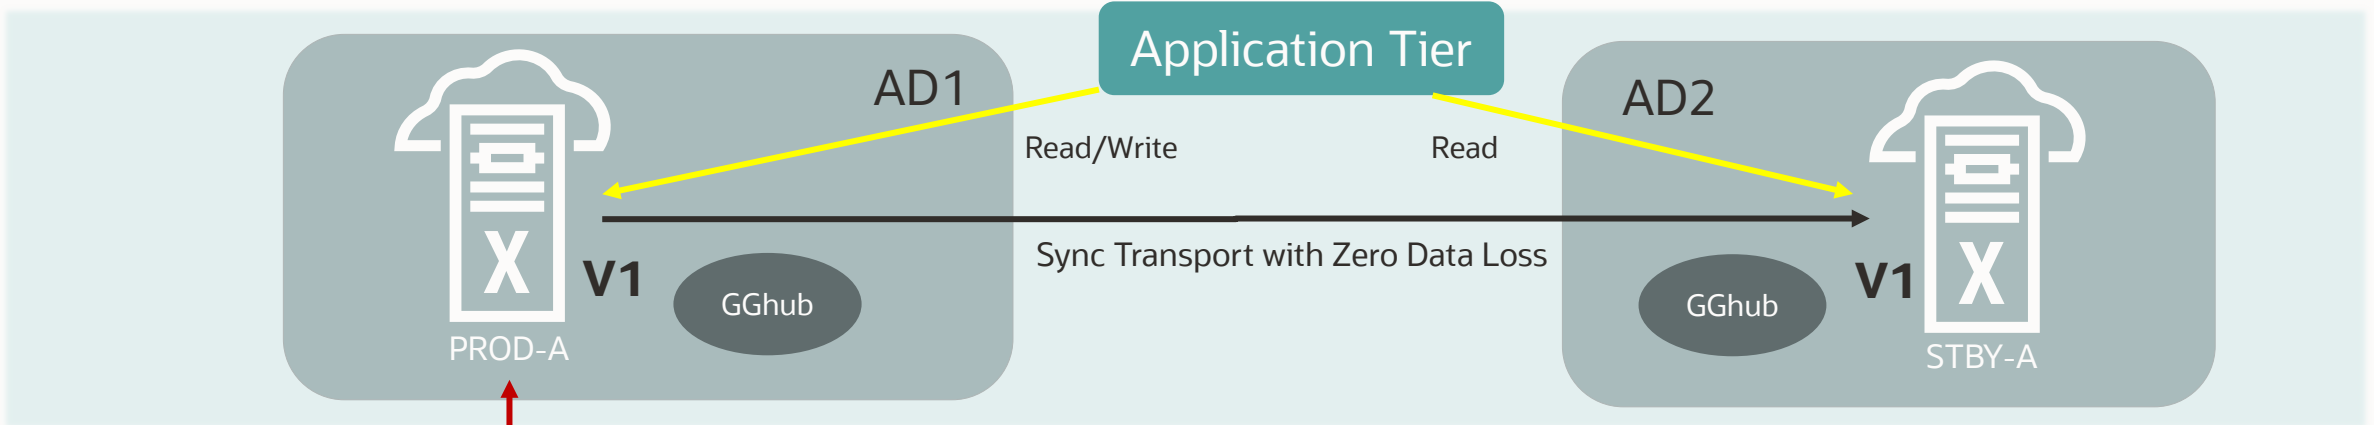 Application Tier
AD1
AD2
Read/Write
Read
Sync Transport with Zero Data Loss
X
V1
GGhub
PROD-A
GGhub
V1
X
STBY-A